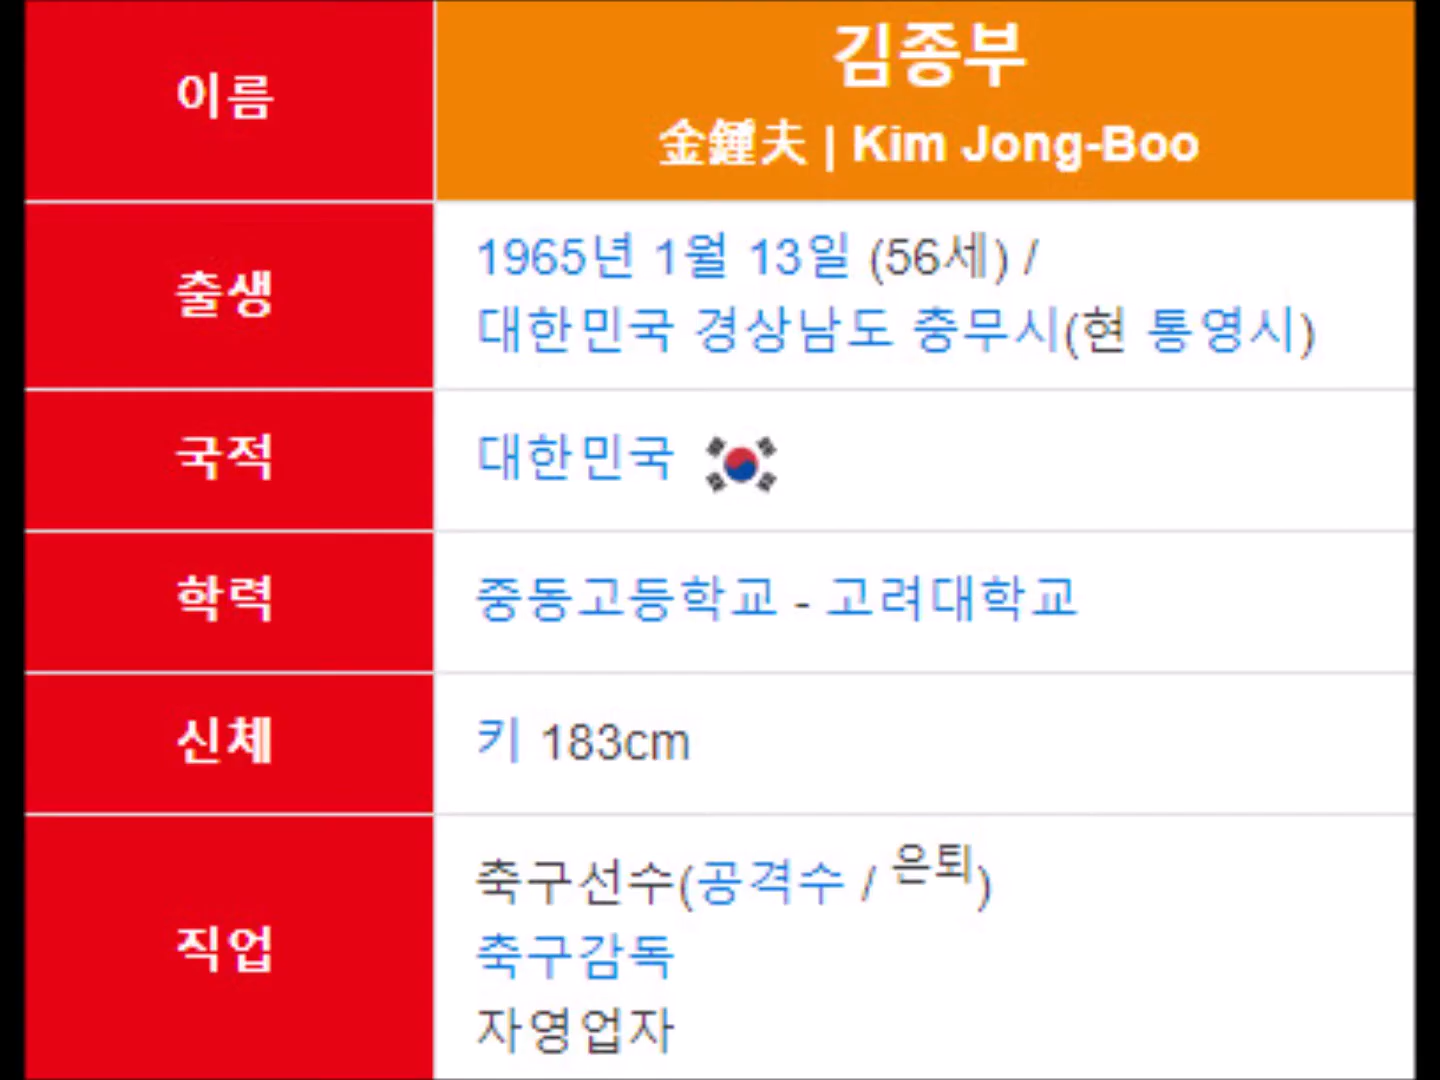 이름
김종부
金鍾夫 | Kim Jong-Boo
출생
1965년 1월 13일 (56세) /
대한민국 경상남도 충무시(현 통영시)
국적
대한민국
학력
중동고등학교 - 고려대학교
신체
키 183cm
직업
축구선수(공격수 / 은퇴)
축구감독
자영업자